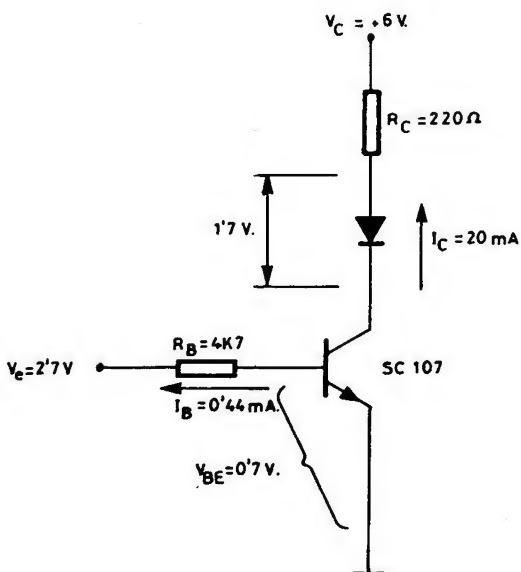 V_C = +6 V.
R_C = 220 Ω
1'7 V.
I_C = 20 mA
R_B = 4K7
V_e = 2'7 V
SC 107
I_B = 0'44 mA.
V_BE = 0'7 V.